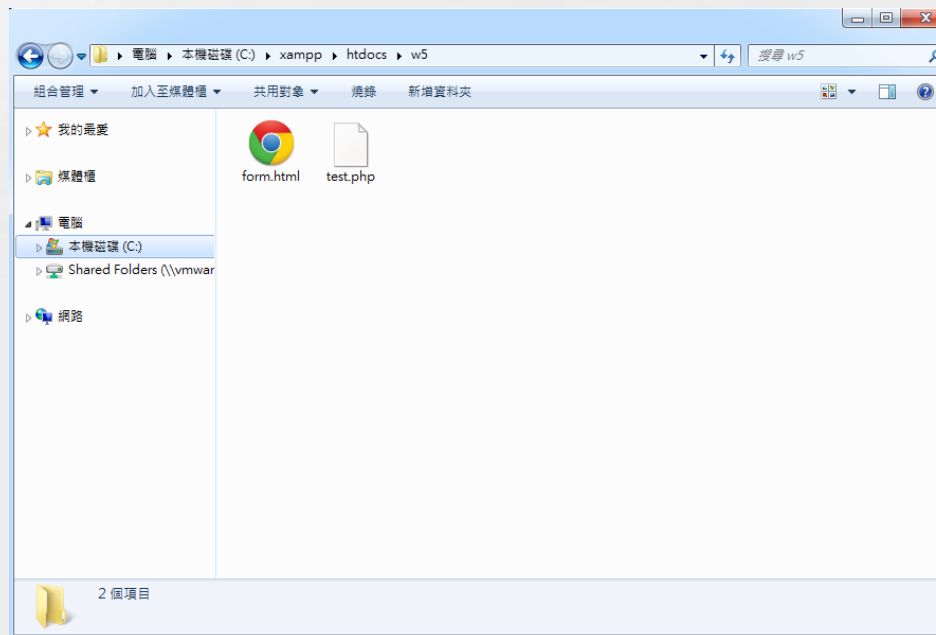 電腦 本機磁碟 (C:) xampp htdocs w5
搜尋 w5
組合管理 加入至媒體櫃 共用對象 燒錄 新增資料夾
我的最愛
媒體櫃
電腦
本機磁碟 (C:)
Shared Folders (\\vmwar
網路
form.html test.php
2 個項目